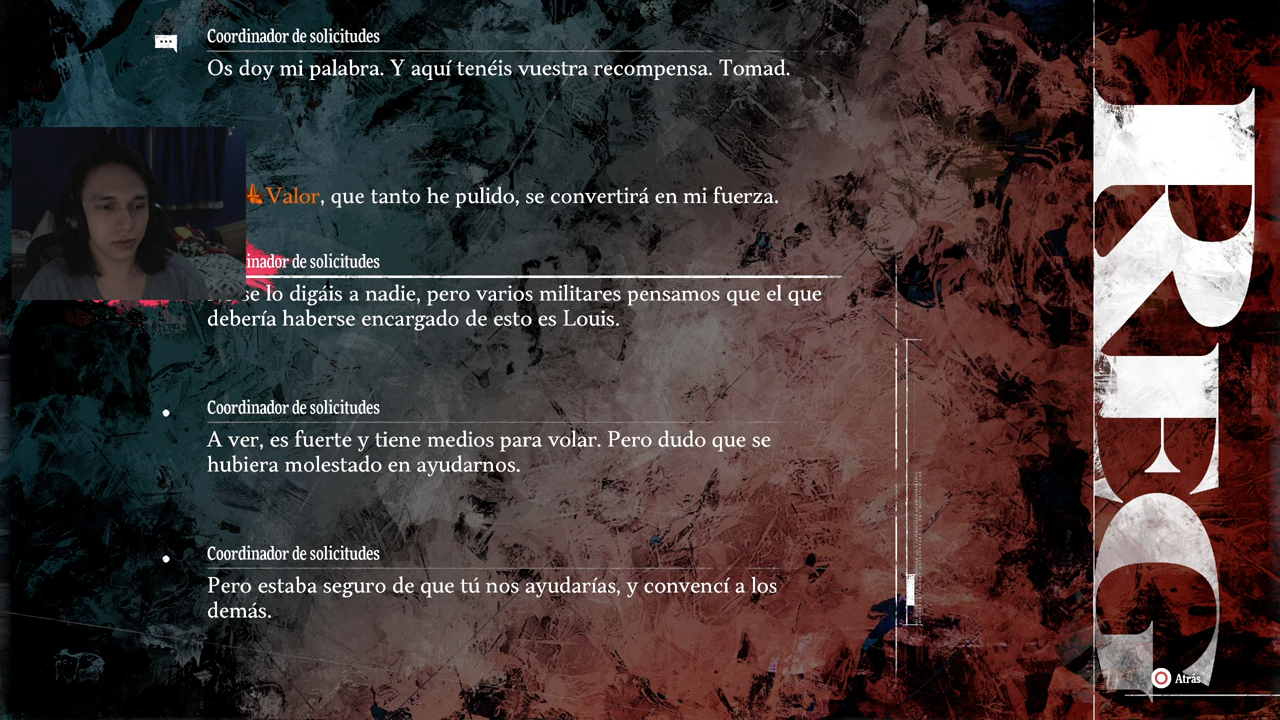 Coordinador de solicitudes
Os doy mi palabra. Y aquí tenéis vuestra recompensa. Tomad.
Valor, que tanto he pulido, se convertirá en mi fuerza.
inador de solicitudes
se lo digáis a nadie, pero varios militares pensamos que el que
debería haberse encargado de esto es Louis.
Coordinador de solicitudes
A ver, es fuerte y tiene medios para volar. Pero dudo que se
hubiera molestado en ayudarnos.
Coordinador de solicitudes
Pero estaba seguro de que tú nos ayudarías, y convencí a los
demás.
Atrás